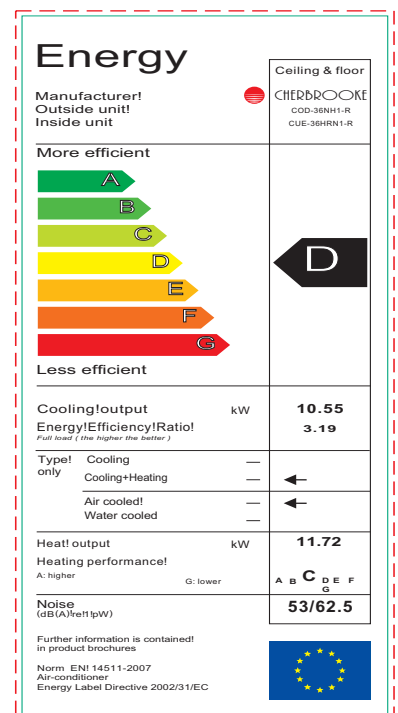 Energy
Ceiling & floor
Manufacturer!
Outside unit!
Inside unit
CHERBROOKE
COD-36NH1-R
CUE-36HRN1-R
More efficient
A
B
C
D
E
F
G
D
Less efficient
Cooling!output kW 10.55
Energy!Efficiency!Ratio! 3.19
Full load ( the higher the better )
Type! only
Cooling —
Cooling+Heating —
Air cooled! —
Water cooled —
Heat! output kW 11.72
Heating performance!
A: higher G: lower
A B C D E F
G
Noise 53/62.5
(dB(A)!re!1!pW)
Further information is contained!
in product brochures
Norm EN! 14511-2007
Air-conditioner
Energy Label Directive 2002/31/EC